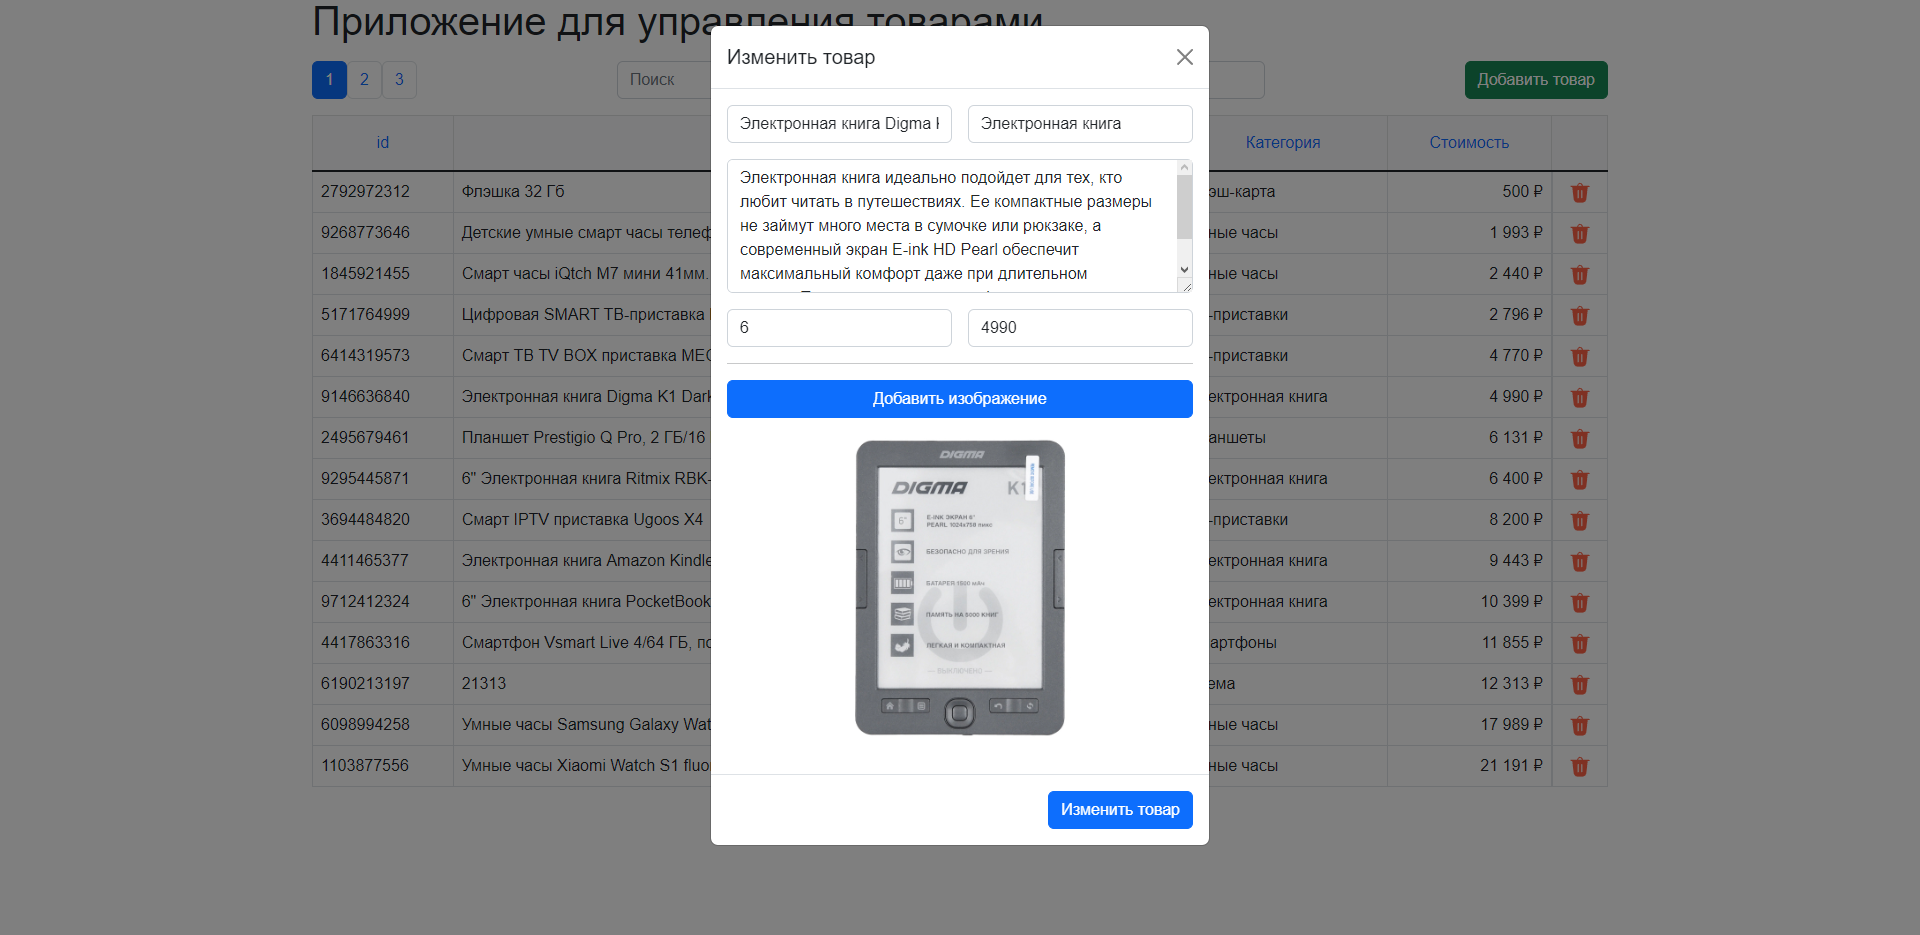 Приложение для управления товарами
1 2 3
Поиск
Добавить товар
id Категория Стоимость
2792972312 Флэшка 32 Гб эш-карта 500 ₽
9268773646 Детские умные смарт часы телеф ные часы 1 993 ₽
1845921455 Смарт часы iQtch M7 мини 41мм. ные часы 2 440 ₽
5171764999 Цифровая SMART ТВ-приставка -приставки 2 796 ₽
6414319573 Смарт ТВ TV BOX приставка MEC -приставки 4 770 ₽
9146636840 Электронная книга Digma K1 Dark ектронная книга 4 990 ₽
2495679461 Планшет Prestigio Q Pro, 2 ГБ/16 аншеты 6 131 ₽
9295445871 6" Электронная книга Ritmix RBK- ектронная книга 6 400 ₽
3694484820 Смарт IPTV приставка Ugoos X4 -приставки 8 200 ₽
4411465377 Электронная книга Amazon Kindle ектронная книга 9 443 ₽
9712412324 6" Электронная книга PocketBook ектронная книга 10 399 ₽
4417863316 Смартфон Vsmart Live 4/64 ГБ, по артфоны 11 855 ₽
6190213197 21313 ема 12 313 ₽
6098994258 Умные часы Samsung Galaxy Wat ные часы 17 989 ₽
1103877556 Умные часы Xiaomi Watch S1 fluo ные часы 21 191 ₽
Изменить товар
Электронная книга Digma Электронная книга
Электронная книга идеально подойдет для тех, кто
любит читать в путешествиях. Ее компактные размеры
не займут много места в сумочке или рюкзаке, а
современный экран E-ink HD Pearl обеспечит
максимальный комфорт даже при длительном
6 4990
Добавить изображение
DIGMA
DIGMA K1
6"
E-INK ЭКРАН 6"
PEARL 1024x758 пикс
БЕЗОПАСНО ДЛЯ ЗРЕНИЯ
БАТАРЕЯ 1500 мАч
ПАМЯТЬ НА 5000 КНИГ
ЛЕГКАЯ И КОМПАКТНАЯ
— ВЫКЛЮЧЕНО —
Изменить товар